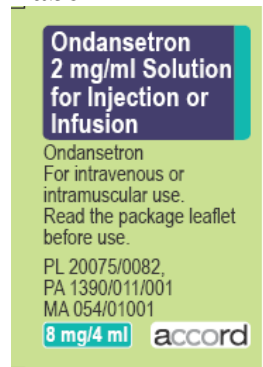 Ondansetron
2 mg/ml Solution
for Injection or
Infusion
Ondansetron
For intravenous or
intramuscular use.
Read the package leaflet
before use.
PL 20075/0082,
PA 1390/011/001
MA 054/01001
8 mg/4 ml
accord